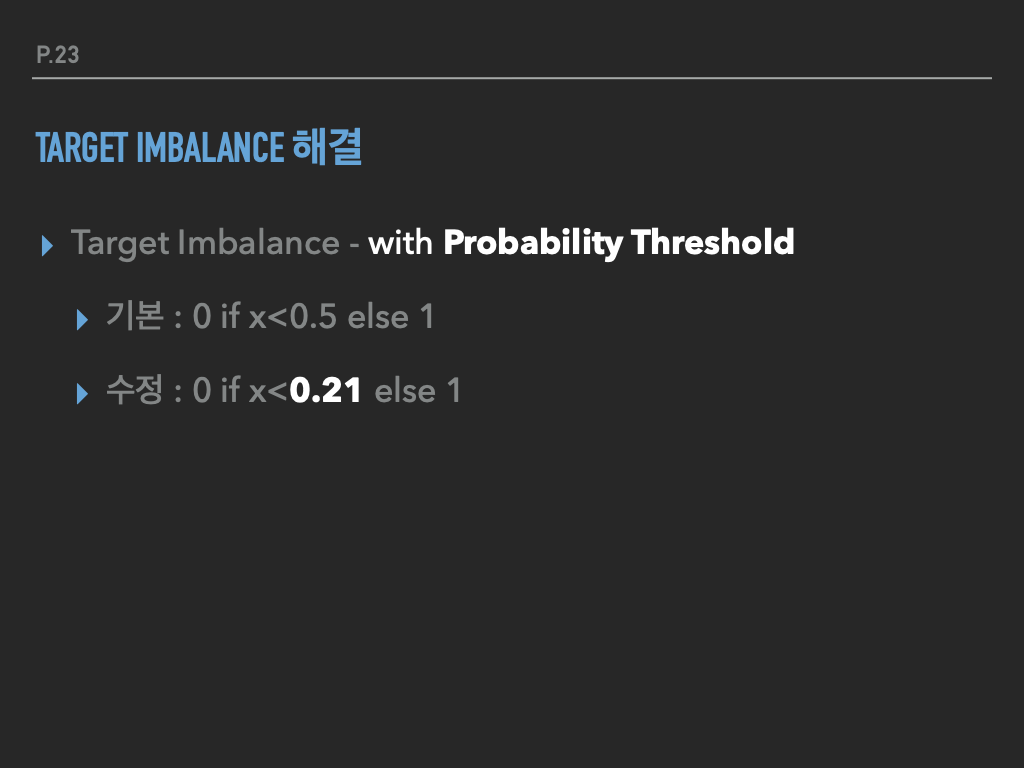 P.23
TARGET IMBALANCE 해결
▸ Target Imbalance - with Probability Threshold
▸ 기본 : 0 if x<0.5 else 1
▸ 수정 : 0 if x<0.21 else 1